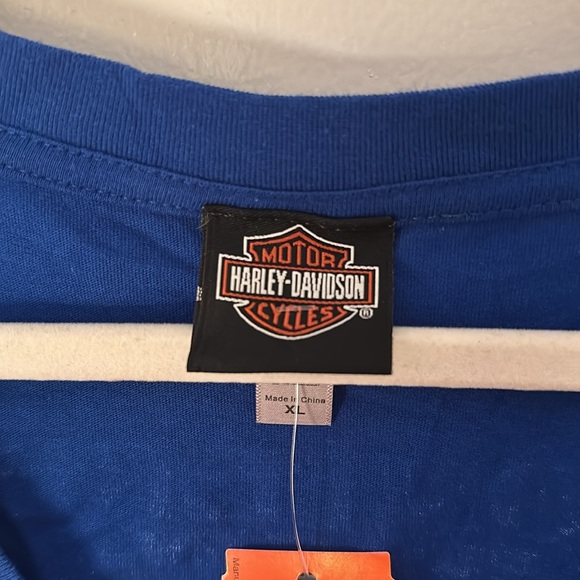 MOTOR
HARLEY-DAVIDSON
CYCLES
®
Made In China
XL